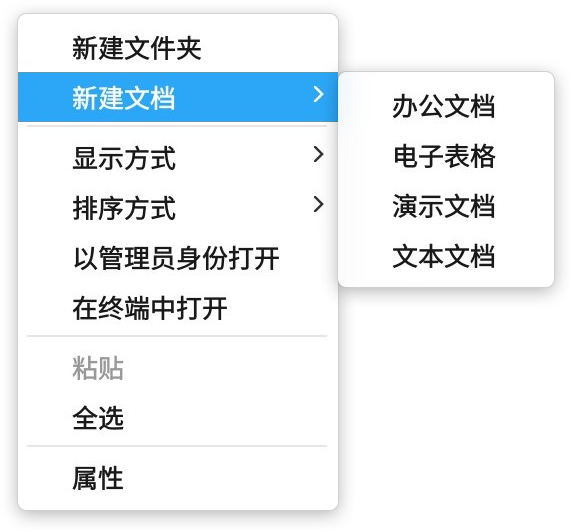 新建文件夹
新建文档
显示方式
排序方式
以管理员身份打开
在终端中打开
粘贴
全选
属性
办公文档
电子表格
演示文档
文本文档